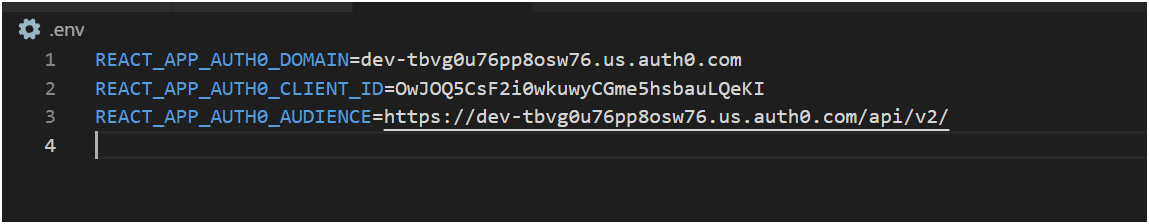 .env
1 REACT_APP_AUTH0_DOMAIN=dev-tbvg0u76pp8osw76.us.auth0.com
2 REACT_APP_AUTH0_CLIENT_ID=OwJOQ5CsF2i0wkuwyCGme5hsbauLQeKI
3 REACT_APP_AUTH0_AUDIENCE=https://dev-tbvg0u76pp8osw76.us.auth0.com/api/v2/
4